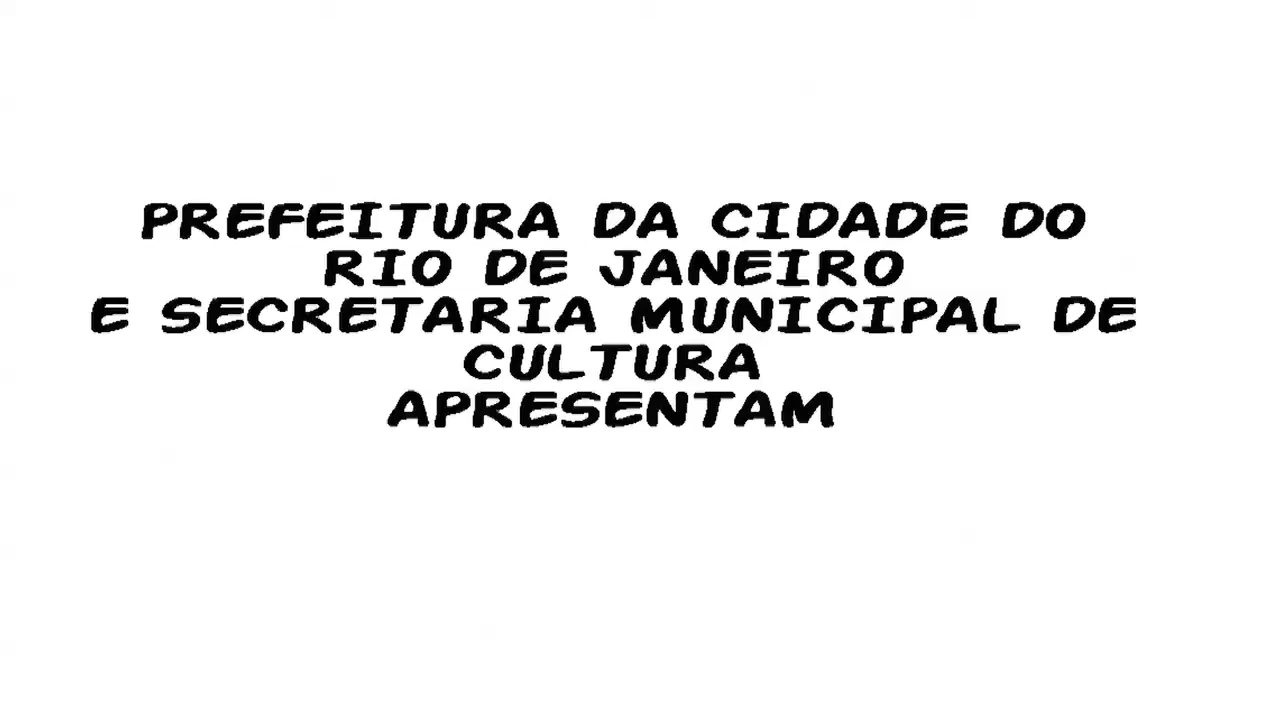 PREFEITURA DA CIDADE DO
RIO DE JANEIRO
E SECRETARIA MUNICIPAL DE
CULTURA
APRESENTAM